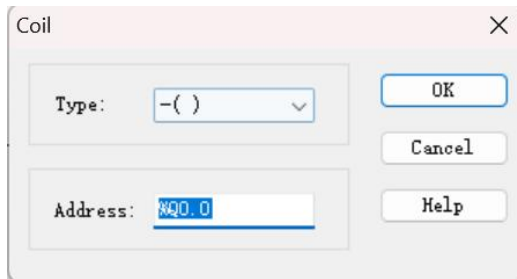 Coil
Type: -( )
OK
Cancel
Address: %Q0.0
Help